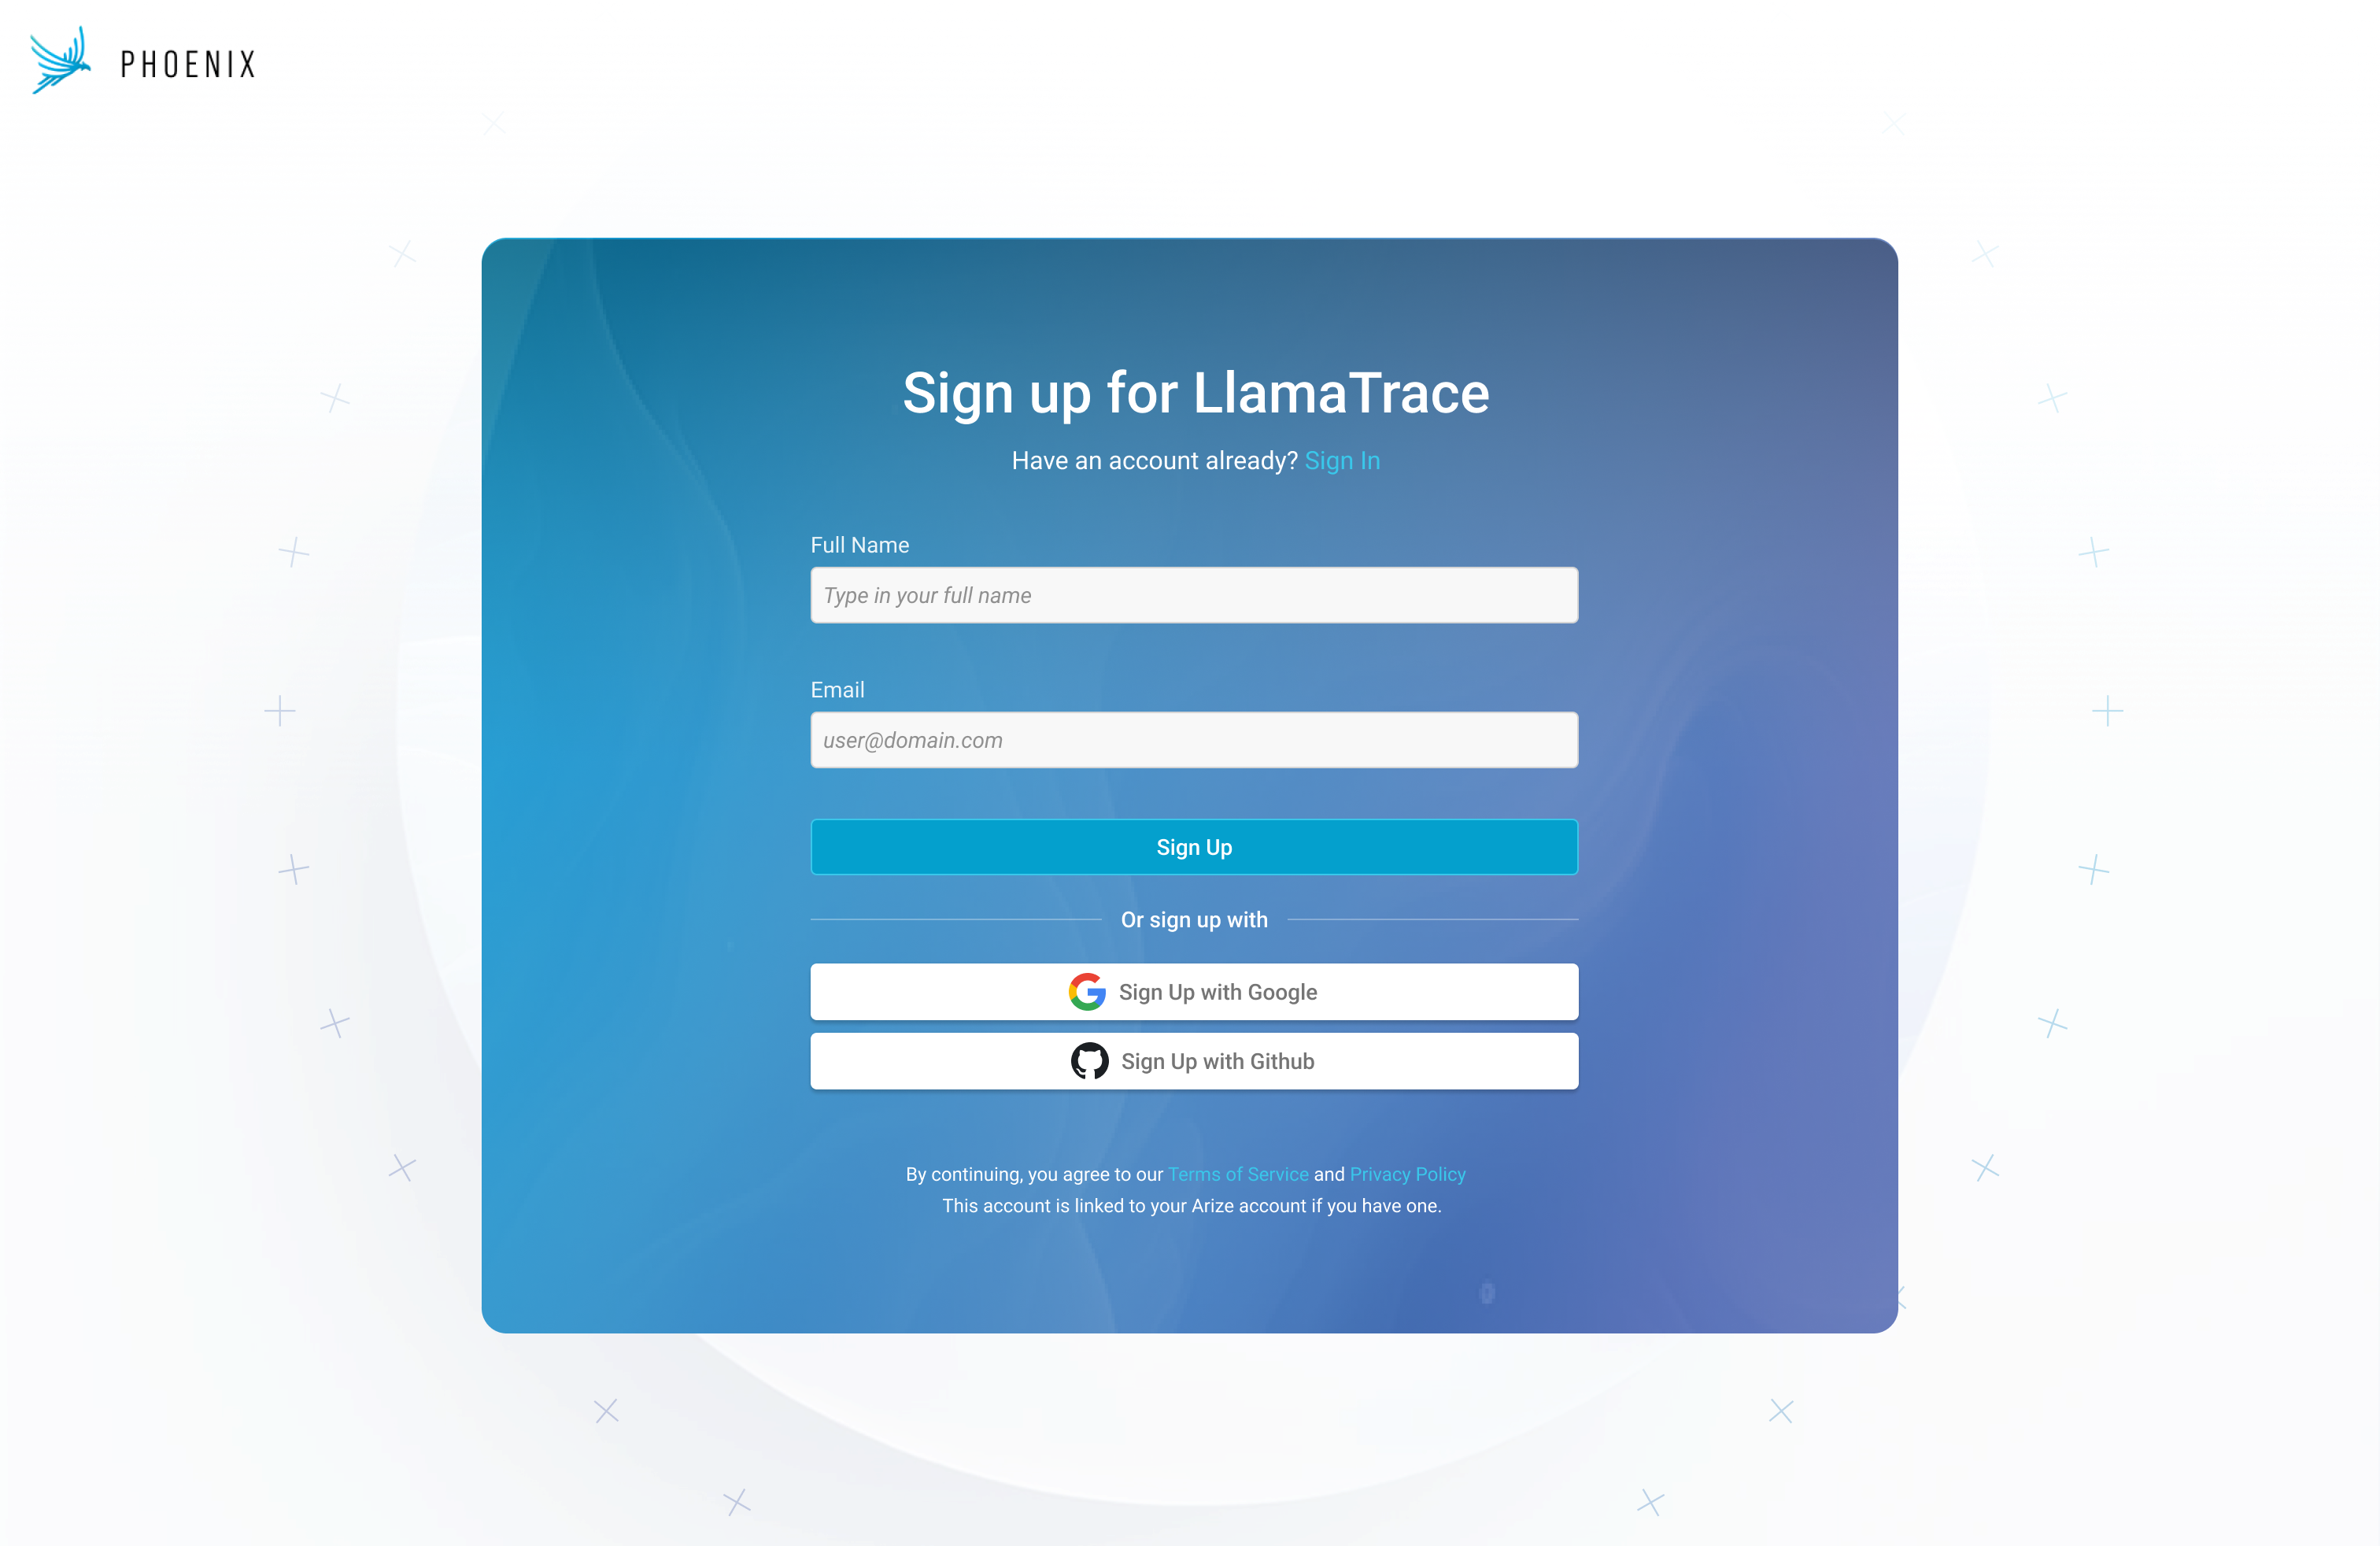 PHOENIX
Sign up for LlamaTrace
Have an account already? Sign In
Full Name
Type in your full name
Email
user@domain.com
Sign Up
Or sign up with
Sign Up with Google
Sign Up with Github
By continuing, you agree to our Terms of Service and Privacy Policy
This account is linked to your Arize account if you have one.